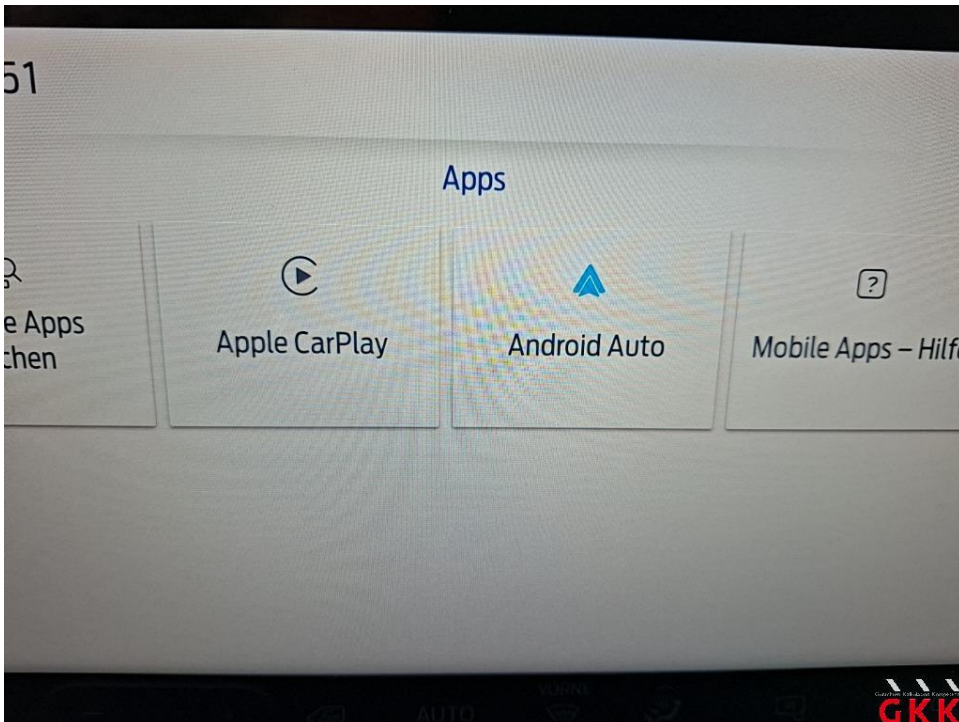 51
Apps
e Apps
chen
Apple CarPlay
Android Auto
?
Mobile Apps – Hilf
VORNE
AUTO
GKK